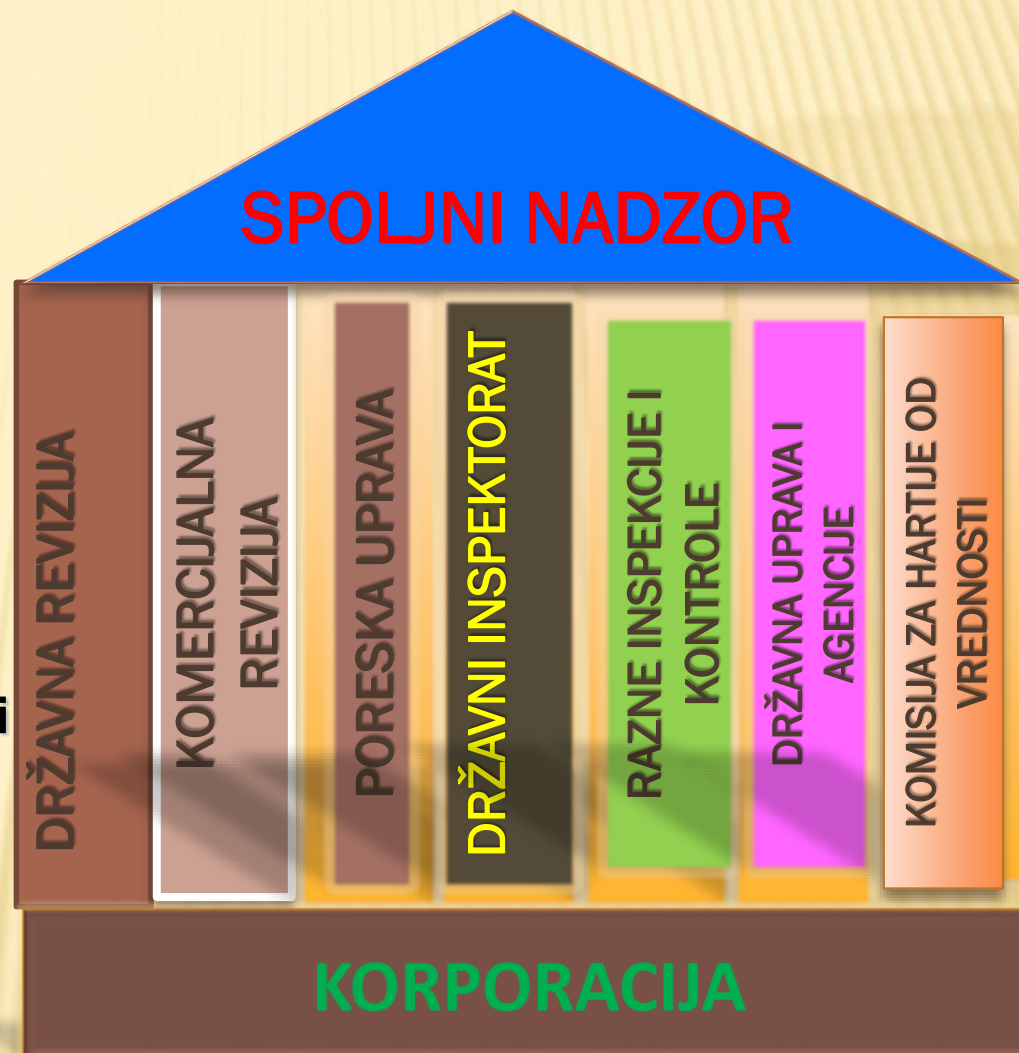 SPOLJNI NADZOR
DRŽAVNA REVIZIJA
KOMERCIJALNA
REVIZIJA
PORESKA UPRAVA
DRŽAVNI INSPEKTORAT
RAZNE INSPEKCIJE I
KONTROLE
DRŽAVNA UPRAVA I
AGENCIJE
KOMISIJA ZA HARTIJE OD
VREDNOSTI
KORPORACIJA